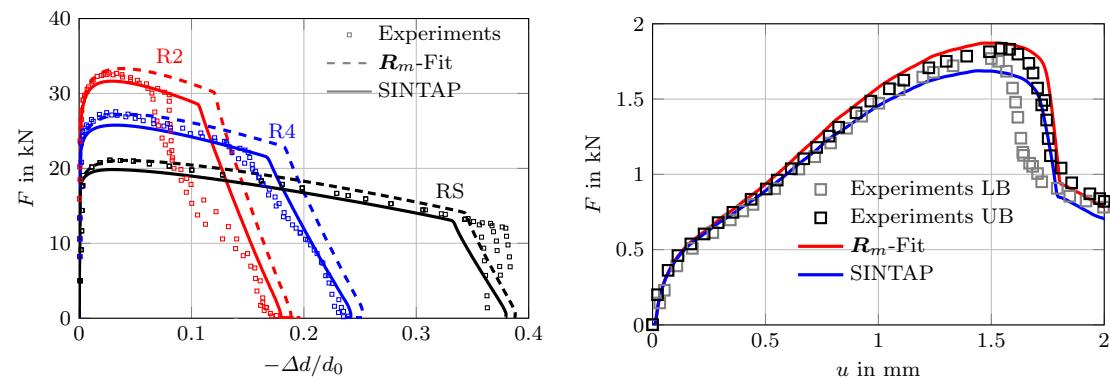 40
30
20
10
0
0
0.1
0.2
0.3
0.4
F in kN
−Δd/d₀
R2
R4
RS
Experiments
R_m-Fit
SINTAP
2
1.5
1
0.5
0
0
0.5
1
1.5
2
F in kN
u in mm
Experiments LB
Experiments UB
R_m-Fit
SINTAP